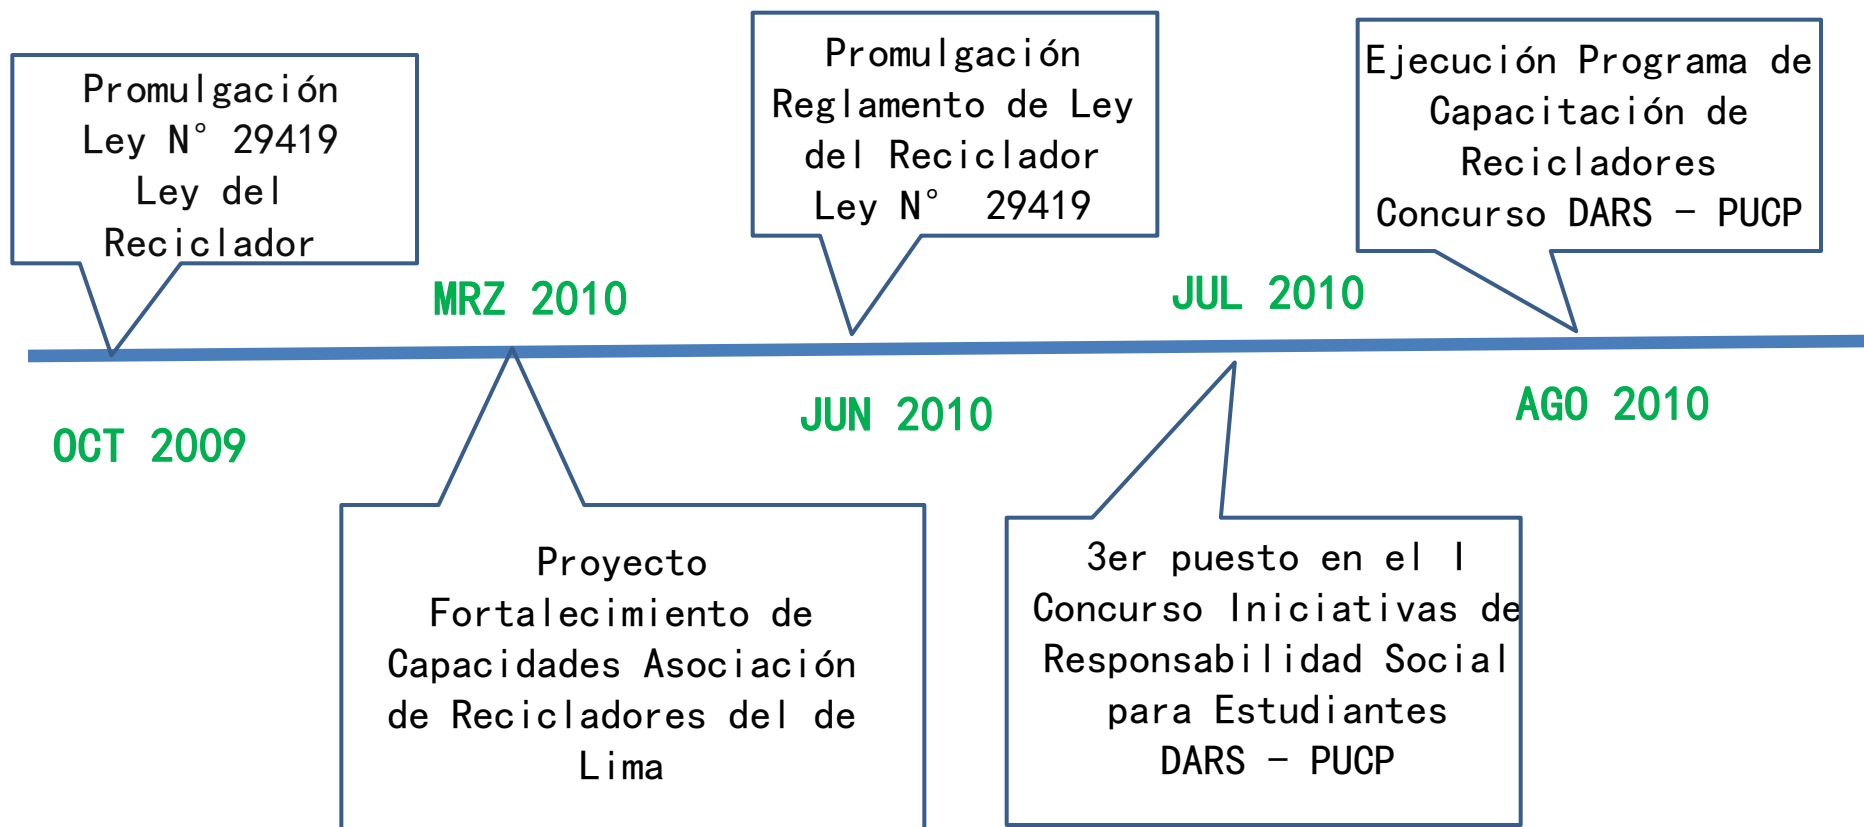 Promulgación
Ley N° 29419
Ley del
Reciclador
OCT 2009
MRZ 2010
Proyecto
Fortalecimiento de
Capacidades Asociación
de Recicladores del de
Lima
Promulgación
Reglamento de Ley
del Reciclador
Ley N° 29419
JUN 2010
JUL 2010
3er puesto en el I
Concurso Iniciativas de
Responsabilidad Social
para Estudiantes
DARS – PUCP
Ejecución Programa de
Capacitación de
Recicladores
Concurso DARS – PUCP
AGO 2010